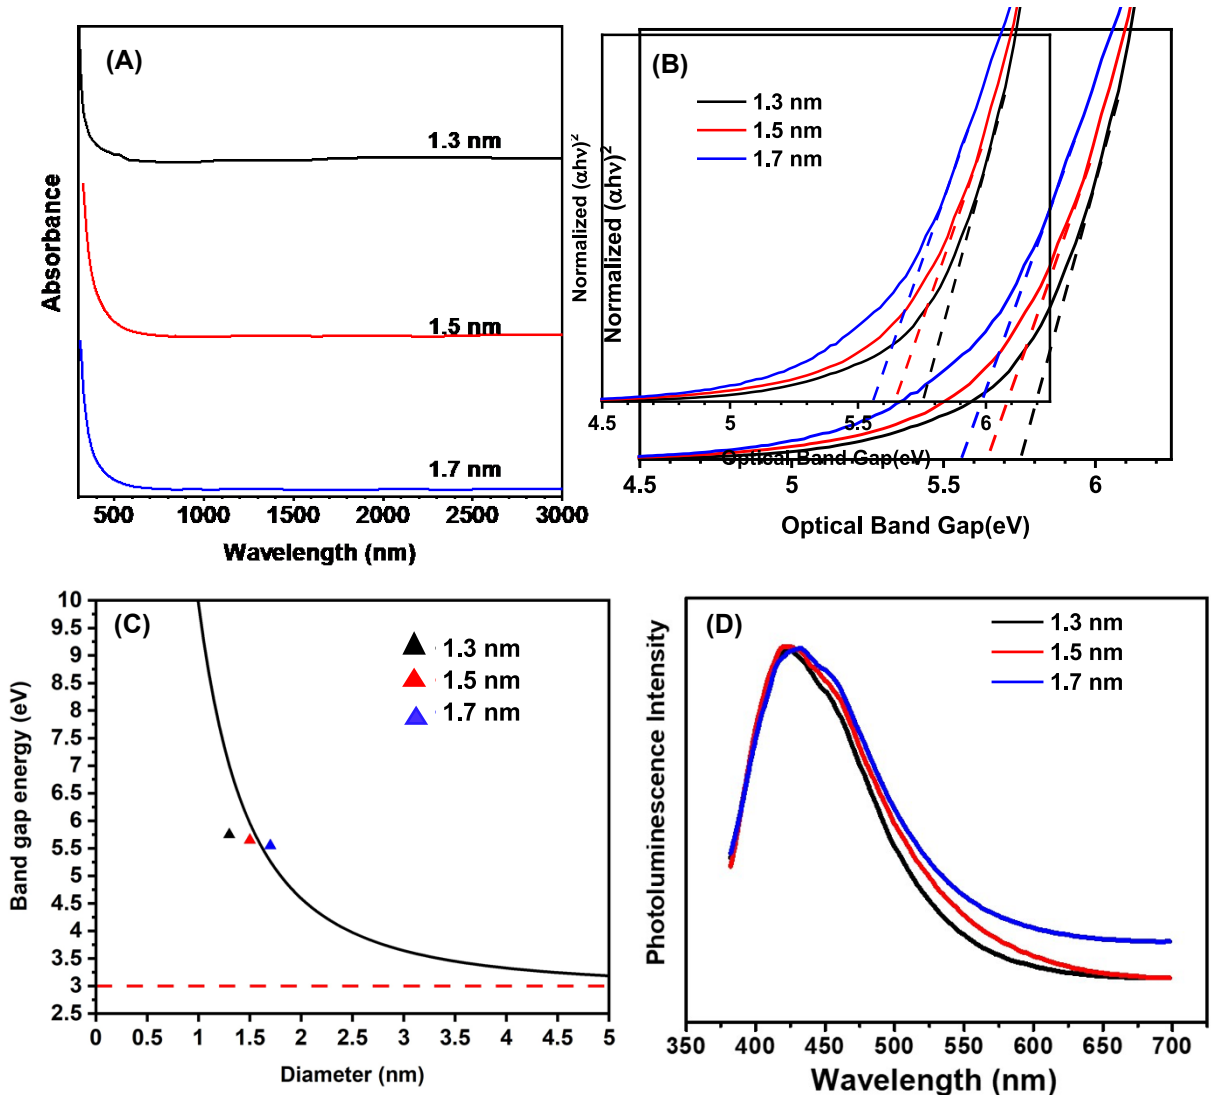 (A)
1.3 nm
1.5 nm
1.7 nm
Absorbance
500 1000 1500 2000 2500 3000
Wavelength (nm)
(B)
1.3 nm
1.5 nm
1.7 nm
Normalized (αhν)²
Normalized (αhν)²
4.5 5 5.5 6
Optical Band Gap(eV)
4.5 5 5.5 6
Optical Band Gap(eV)
(C)
1.3 nm
1.5 nm
1.7 nm
Band gap energy (eV)
10
9.5
9
8.5
8
7.5
7
6.5
6
5.5
5
4.5
4
3.5
3
2.5
0 0.5 1 1.5 2 2.5 3 3.5 4 4.5 5
Diameter (nm)
(D)
1.3 nm
1.5 nm
1.7 nm
Photoluminescence Intensity
350 400 450 500 550 600 650 700
Wavelength (nm)